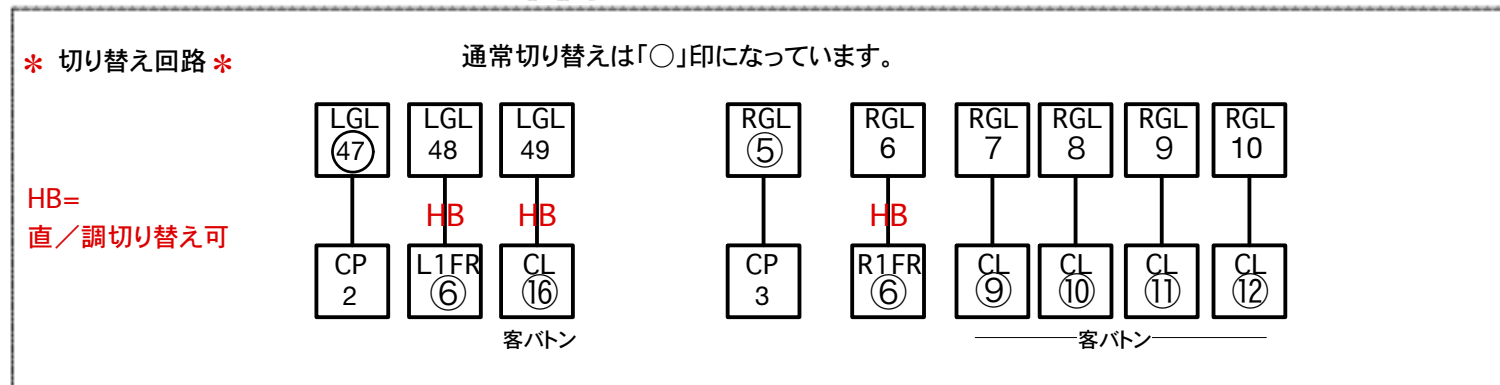 * 切り替え回路 *
通常切り替えは「○」印になっています。
LGL LGL LGL RGL RGL RGL RGL RGL RGL
㊼ 48 49 ⑤ 6 7 8 9 10
HB=
直／調切り替え可
HB HB HB
CP L1FR CL CP R1FR CL CL CL CL
2 ⑥ ⑯ 3 ⑥ ⑨ ⑩ ⑪ ⑫
客バトン 客バトン